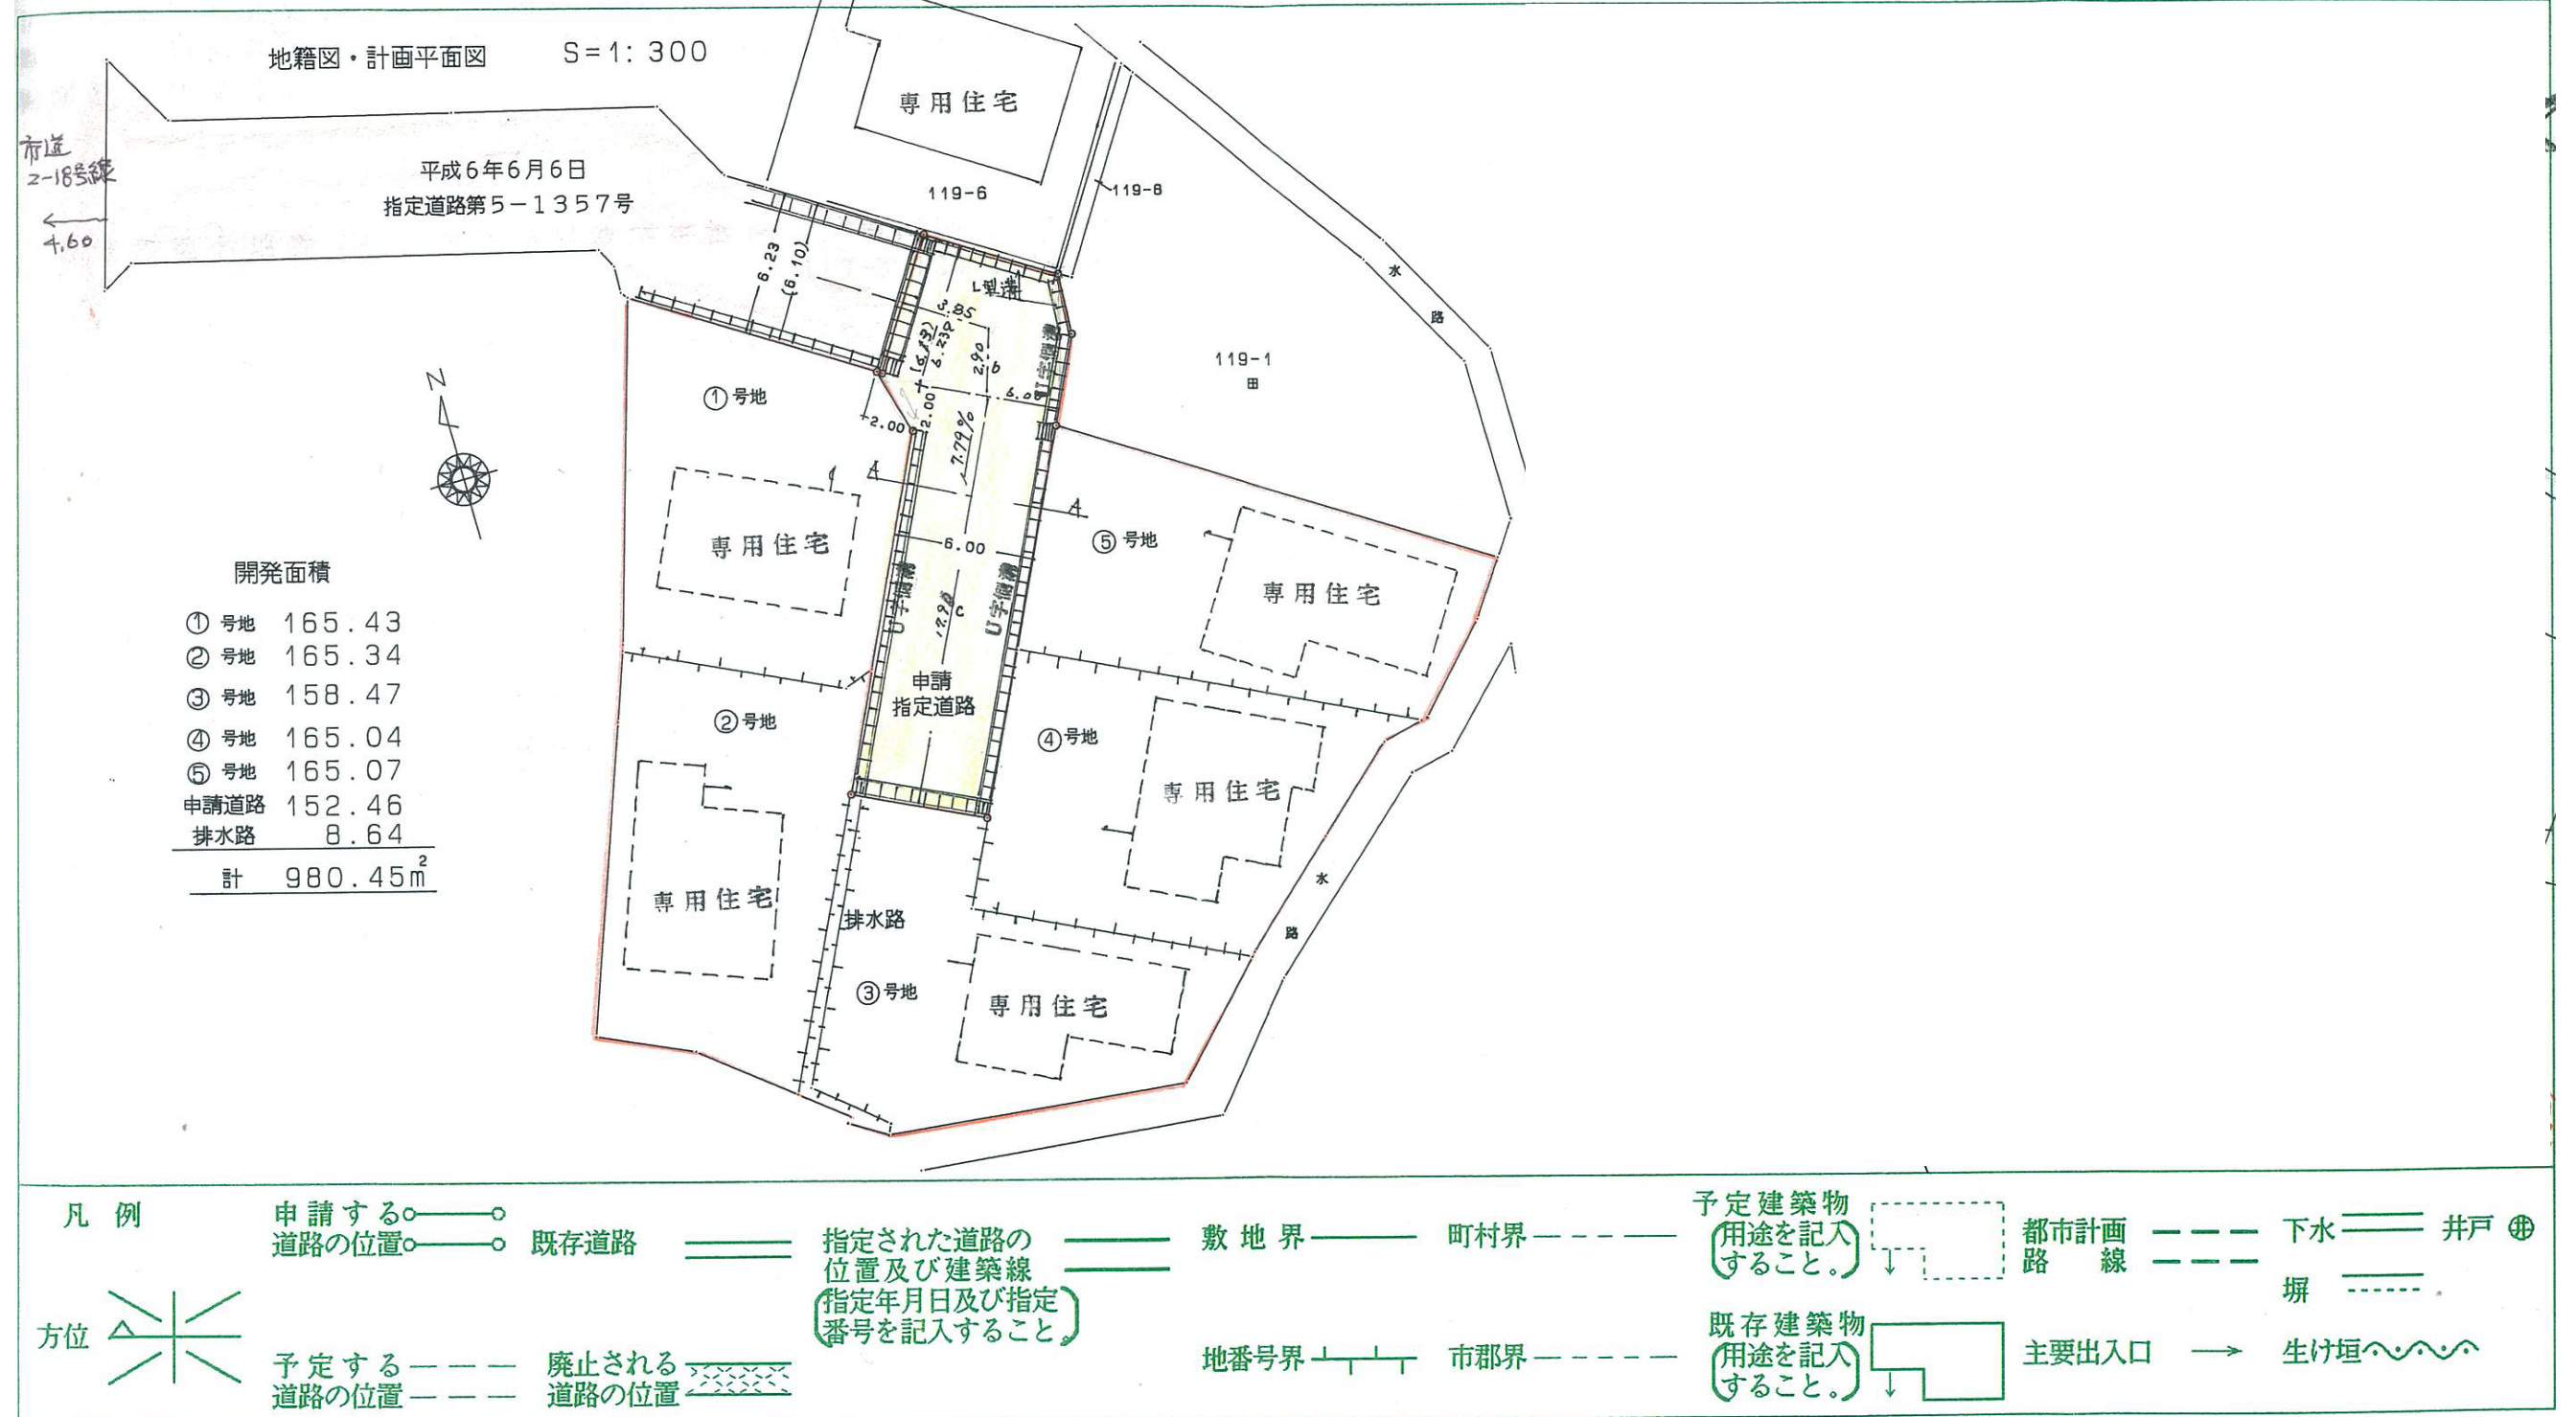 地籍図・計画平面図 S=1:300
市道
2-18号線
4.60
平成6年6月6日
指定道路第5-1357号
専用住宅
119-6
119-8
6.23
(6.10)
L型溝
3.85
6.238
2.90
b
U字側溝
6.0
2.00
2.00
7.79%
水
路
119-1
田
N
①号地
専用住宅
A
A
6.00
U字側溝
U字側溝
17.90
c
申請
指定道路
⑤号地
専用住宅
開発面積
①号地 165.43
②号地 165.34
③号地 158.47
④号地 165.04
⑤号地 165.07
申請道路 152.46
排水路 8.64
計 980.45㎡
②号地
専用住宅
④号地
専用住宅
排水路
③号地
専用住宅
水
路
凡例
申請する
道路の位置
既存道路
指定された道路の
位置及び建築線
(指定年月日及び指定
番号を記入すること。)
敷地界
町村界
予定建築物
(用途を記入
すること。)
都市計画
路線
下水
井戸 井
塀
方位
予定する
道路の位置
廃止される
道路の位置
地番号界
市郡界
既存建築物
(用途を記入
すること。)
主要出入口
生け垣